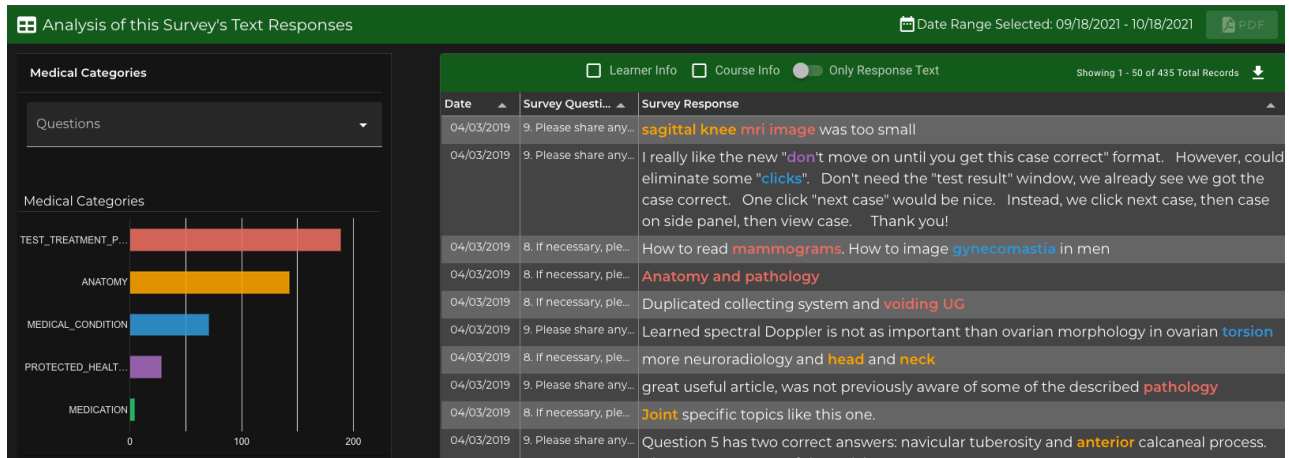 Analysis of this Survey's Text Responses
Date Range Selected: 09/18/2021 - 10/18/2021
PDF
Medical Categories
Questions
Medical Categories
TEST_TREATMENT_P...
ANATOMY
MEDICAL_CONDITION
PROTECTED_HEALT...
MEDICATION
0 100 200
Learner Info Course Info Only Response Text
Showing 1 - 50 of 435 Total Records
Date Survey Questi... Survey Response
04/03/2019 9. Please share any... sagittal knee mri image was too small
04/03/2019 9. Please share any... I really like the new "don't move on until you get this case correct" format. However, could
eliminate some "clicks". Don't need the "test result" window, we already see we got the
case correct. One click "next case" would be nice. Instead, we click next case, then case
on side panel, then view case. Thank you!
04/03/2019 8. If necessary, ple... How to read mammograms. How to image gynecomastia in men
04/03/2019 8. If necessary, ple... Anatomy and pathology
04/03/2019 8. If necessary, ple... Duplicated collecting system and voiding UG
04/03/2019 9. Please share any... Learned spectral Doppler is not as important than ovarian morphology in ovarian torsion
04/03/2019 8. If necessary, ple... more neuroradiology and head and neck
04/03/2019 9. Please share any... great useful article, was not previously aware of some of the described pathology
04/03/2019 8. If necessary, ple... Joint specific topics like this one.
04/03/2019 9. Please share any... Question 5 has two correct answers: navicular tuberosity and anterior calcaneal process.